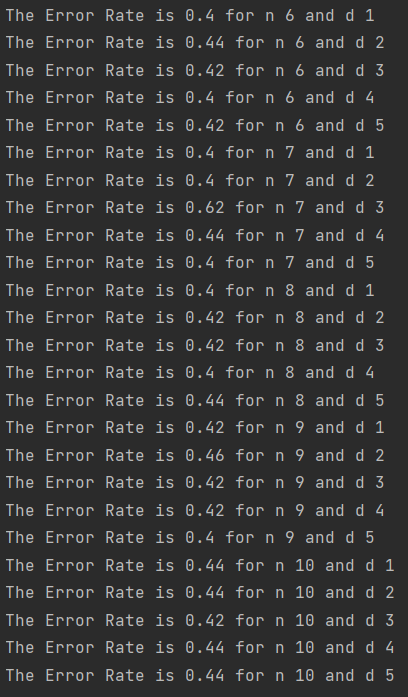 The Error Rate is 0.4 for n 6 and d 1
The Error Rate is 0.44 for n 6 and d 2
The Error Rate is 0.42 for n 6 and d 3
The Error Rate is 0.4 for n 6 and d 4
The Error Rate is 0.42 for n 6 and d 5
The Error Rate is 0.4 for n 7 and d 1
The Error Rate is 0.4 for n 7 and d 2
The Error Rate is 0.62 for n 7 and d 3
The Error Rate is 0.44 for n 7 and d 4
The Error Rate is 0.4 for n 7 and d 5
The Error Rate is 0.4 for n 8 and d 1
The Error Rate is 0.42 for n 8 and d 2
The Error Rate is 0.42 for n 8 and d 3
The Error Rate is 0.4 for n 8 and d 4
The Error Rate is 0.44 for n 8 and d 5
The Error Rate is 0.42 for n 9 and d 1
The Error Rate is 0.46 for n 9 and d 2
The Error Rate is 0.42 for n 9 and d 3
The Error Rate is 0.42 for n 9 and d 4
The Error Rate is 0.4 for n 9 and d 5
The Error Rate is 0.44 for n 10 and d 1
The Error Rate is 0.44 for n 10 and d 2
The Error Rate is 0.42 for n 10 and d 3
The Error Rate is 0.44 for n 10 and d 4
The Error Rate is 0.44 for n 10 and d 5